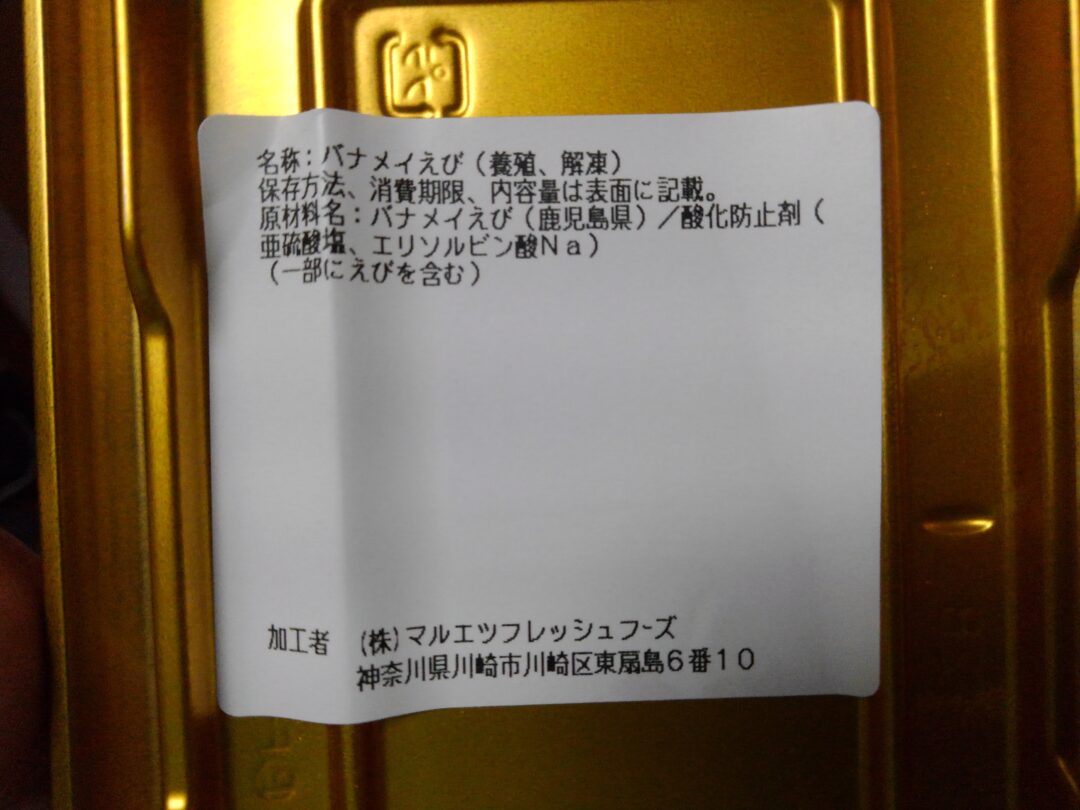 プラ
名称：バナメイえび（養殖、解凍）
保存方法、消費期限、内容量は表面に記載。
原材料名：バナメイえび（鹿児島県）／酸化防止剤（
亜硫酸塩、エリソルビン酸Ｎａ）
（一部にえびを含む）
加工者　(株)マルエツフレッシュフーズ
神奈川県川崎市川崎区東扇島６番１０